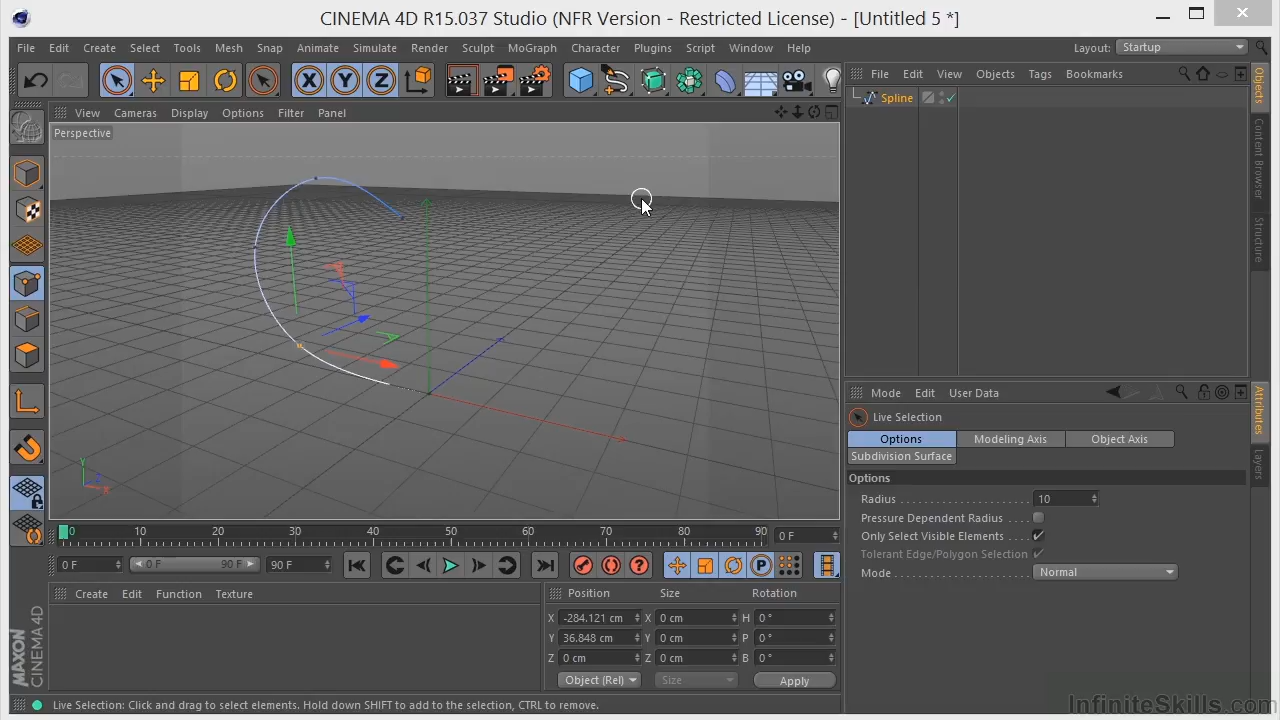 CINEMA 4D R15.037 Studio (NFR Version - Restricted License) - [Untitled 5 *]
File Edit Create Select Tools Mesh Snap Animate Simulate Render Sculpt MoGraph Character Plugins Script Window Help
Layout: Startup
X Y Z
File Edit View Objects Tags Bookmarks
View Cameras Display Options Filter Panel
Perspective
Spline
Objects
Content Browser
Structure
Y
X
Mode Edit User Data
Live Selection
Options Modeling Axis Object Axis
Subdivision Surface
Options
Radius 10
Pressure Dependent Radius
Only Select Visible Elements
Tolerant Edge/Polygon Selection
Mode Normal
Attributes
Layers
0 10 20 30 40 50 60 70 80 90 0 F
0 F 0 F 90 F 90 F
P
Create Edit Function Texture
Position Size Rotation
X -284.121 cm X 0 cm H 0 °
Y 36.848 cm Y 0 cm P 0 °
Z 0 cm Z 0 cm B 0 °
Object (Rel) Size Apply
MAXON
CINEMA 4D
Live Selection: Click and drag to select elements. Hold down SHIFT to add to the selection, CTRL to remove.
InfiniteSkills.com